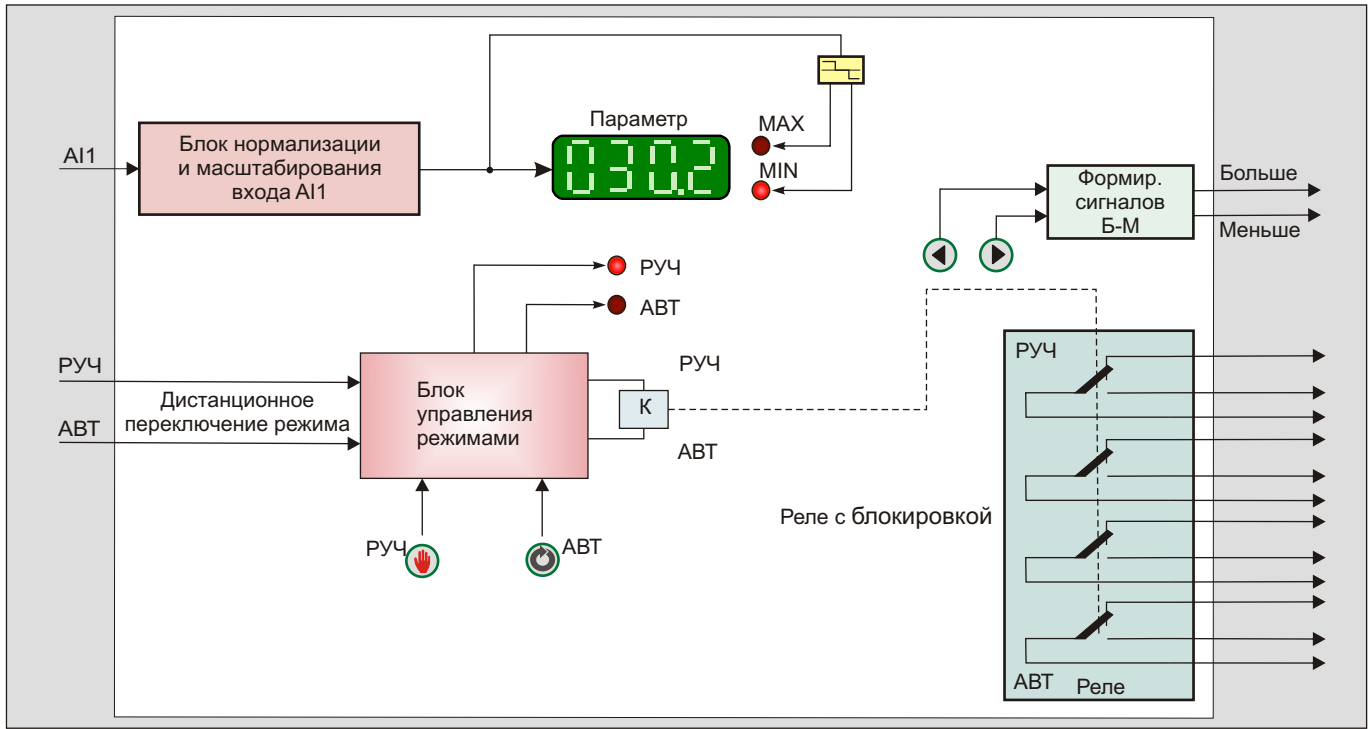 AI1
Блок нормализации
и масштабирования
входа AI1
Параметр
030.2
MAX
MIN
Формир.
сигналов
Б-М
Больше
Меньше
РУЧ
АВТ
РУЧ
АВТ
Дистанционное
переключение режима
Блок
управления
режимами
РУЧ
К
АВТ
РУЧ
АВТ
Реле с блокировкой
РУЧ
АВТ
Реле